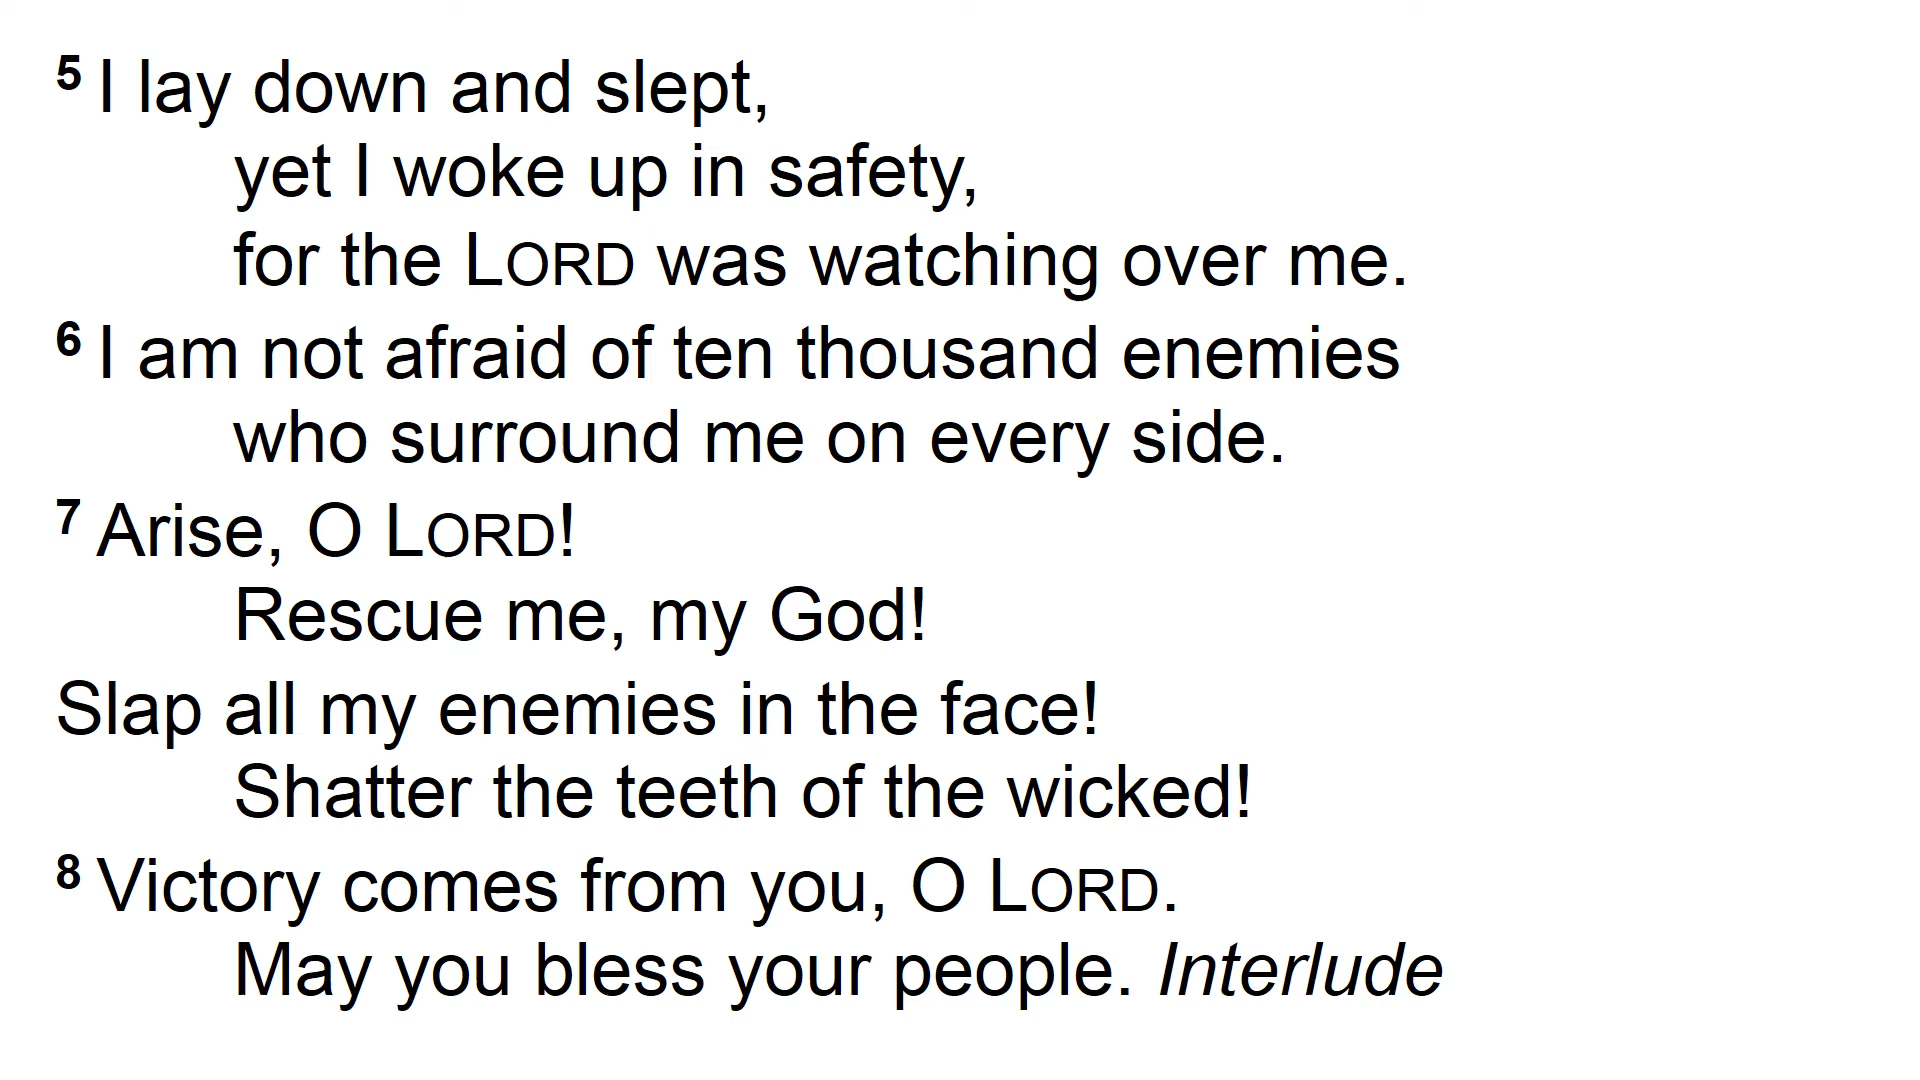 5 I lay down and slept,
yet I woke up in safety,
for the LORD was watching over me.
6 I am not afraid of ten thousand enemies
who surround me on every side.
7 Arise, O LORD!
Rescue me, my God!
Slap all my enemies in the face!
Shatter the teeth of the wicked!
8 Victory comes from you, O LORD.
May you bless your people. Interlude